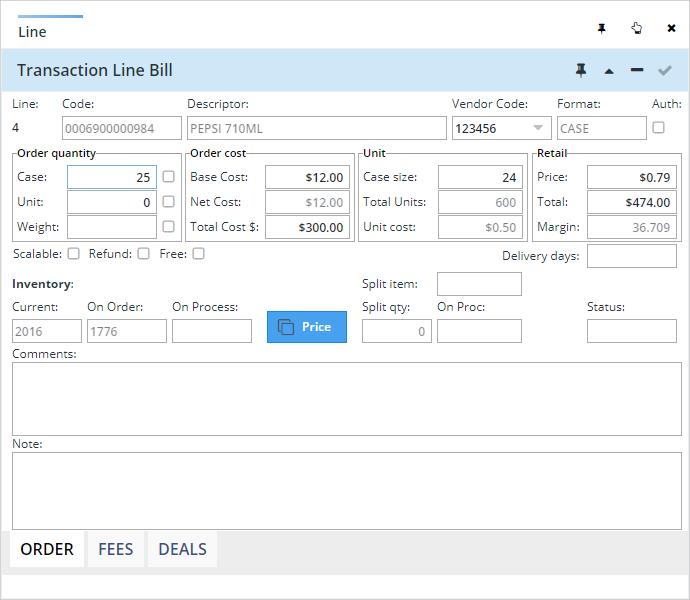 Line
Transaction Line Bill
Line: Code: Descriptor: Vendor Code: Format: Auth:
4 0006900000984 PEPSI 710ML 123456 CASE
Order quantity Order cost Unit Retail
Case: 25 Base Cost: $12.00 Case size: 24 Price: $0.79
Unit: 0 Net Cost: $12.00 Total Units: 600 Total: $474.00
Weight: Total Cost $: $300.00 Unit cost: $0.50 Margin: 36.709
Scalable: Refund: Free: Delivery days:
Inventory: Split item:
Current: On Order: On Process: Split qty: On Proc: Status:
2016 1776 Price 0
Comments:
Note:
ORDER FEES DEALS